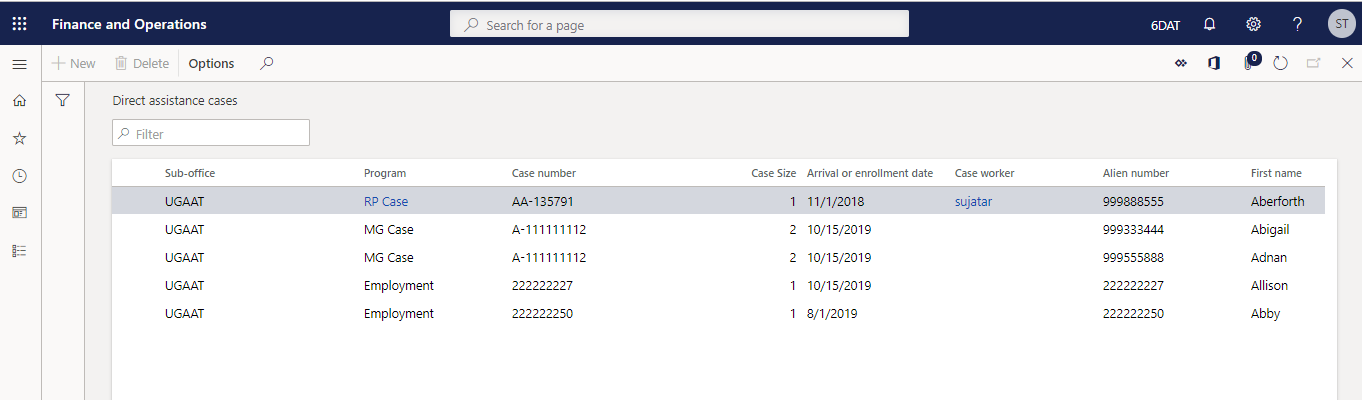 Finance and Operations Search for a page 6DAT ? ST
New Delete Options 0
Direct assistance cases
Filter
Sub-office Program Case number Case Size Arrival or enrollment date Case worker Alien number First name
UGAAT RP Case AA-135791 1 11/1/2018 sujatar 999888555 Aberforth
UGAAT MG Case A-111111112 2 10/15/2019 999333444 Abigail
UGAAT MG Case A-111111112 2 10/15/2019 999555888 Adnan
UGAAT Employment 222222227 1 10/15/2019 222222227 Allison
UGAAT Employment 222222250 1 8/1/2019 222222250 Abby